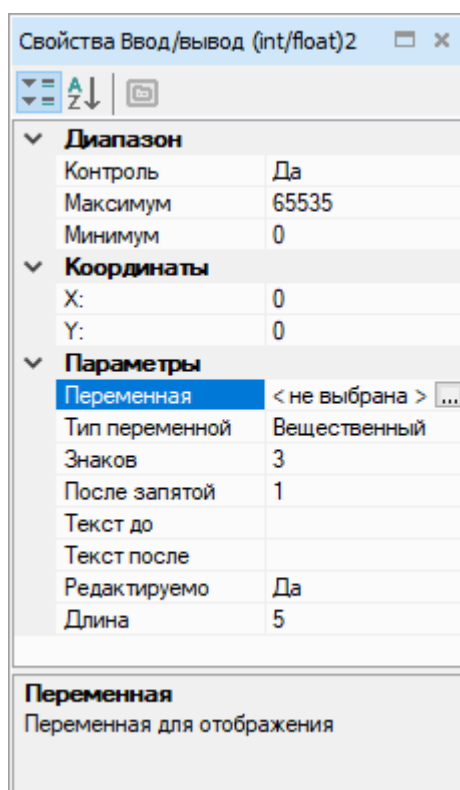 Свойства Ввод/вывод (int/float)2
Диапазон
Контроль Да
Максимум 65535
Минимум 0
Координаты
X: 0
Y: 0
Параметры
Переменная < не выбрана > ...
Тип переменной Вещественный
Знаков 3
После запятой 1
Текст до
Текст после
Редактируемо Да
Длина 5
Переменная
Переменная для отображения